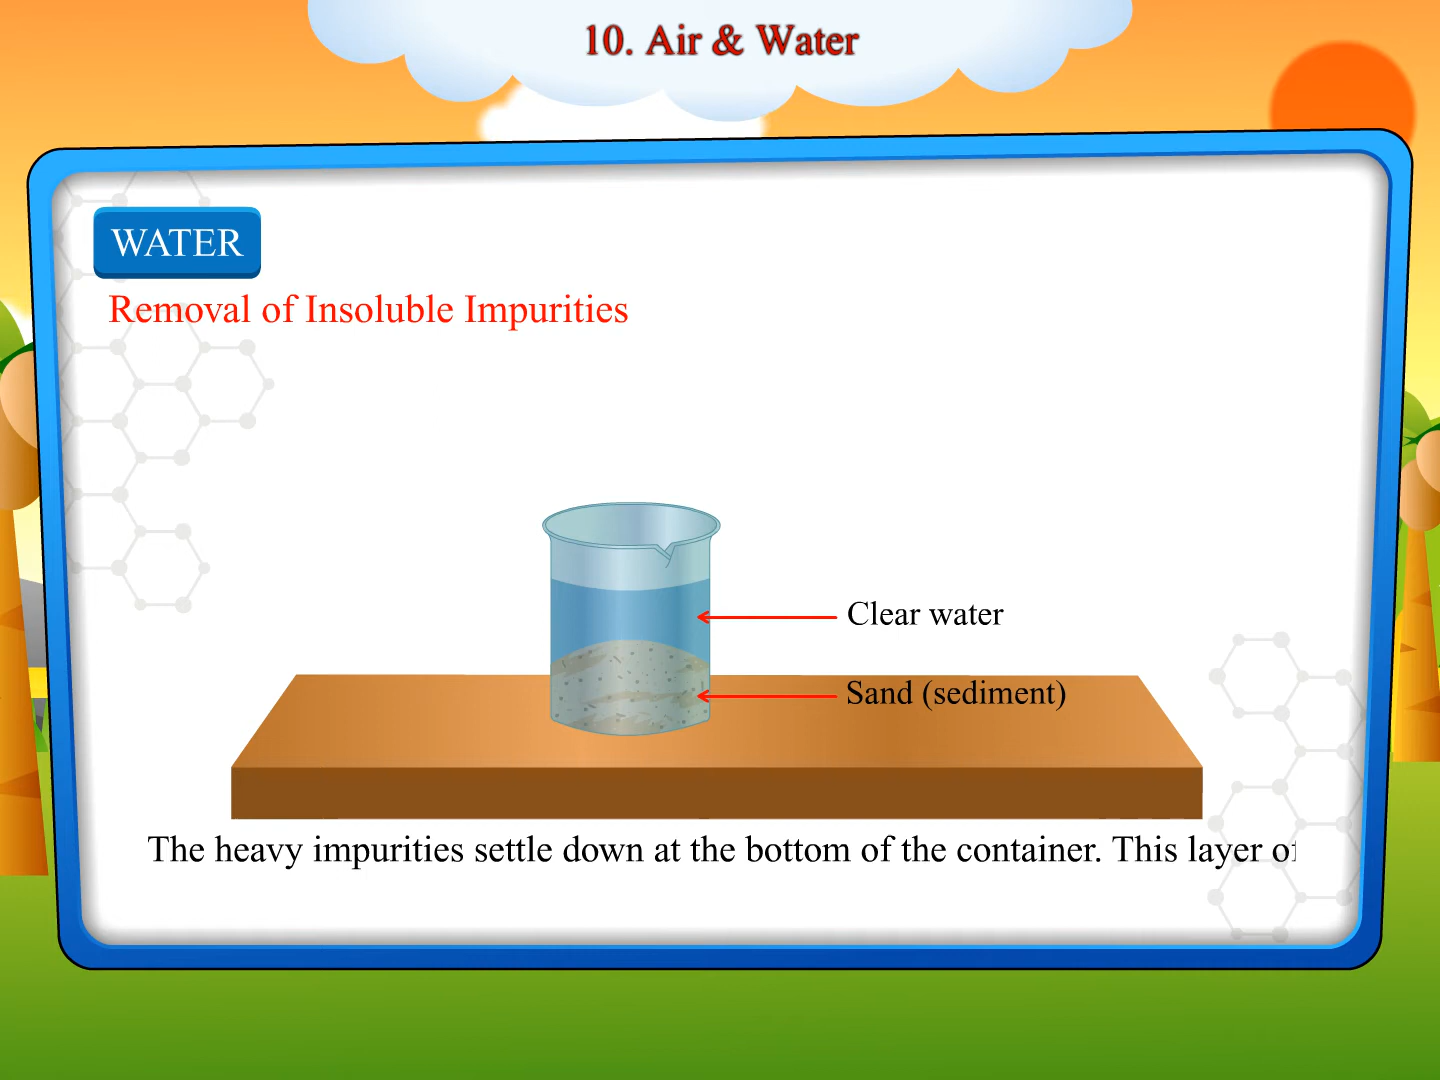 10. Air & Water
WATER
Removal of Insoluble Impurities
Clear water
Sand (sediment)
The heavy impurities settle down at the bottom of the container. This layer of